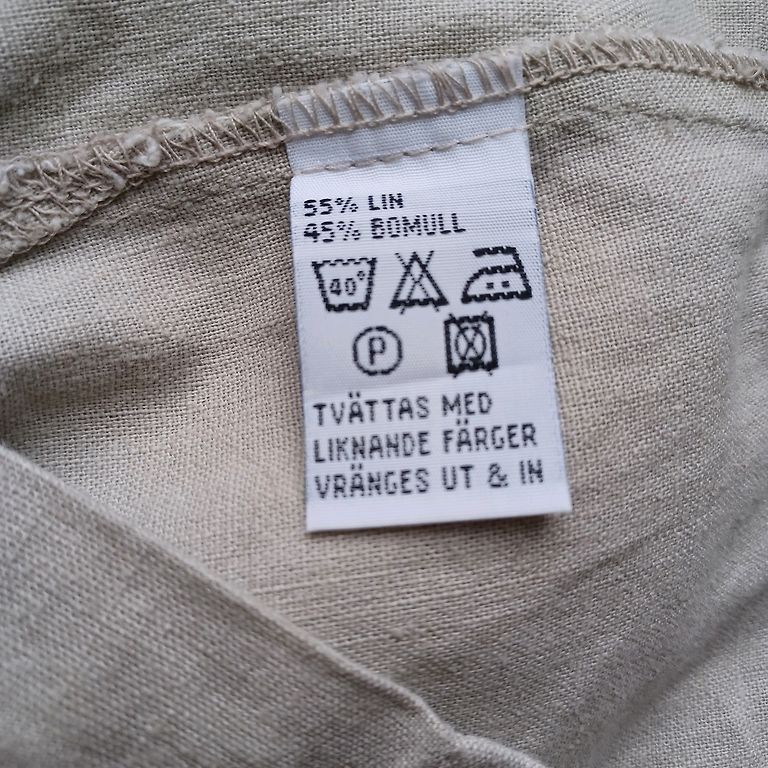 55% LIN
45% BOMULL
40°
P
TVÄTTAS MED
LIKNANDE FÄRGER
VRÄNGES UT & IN